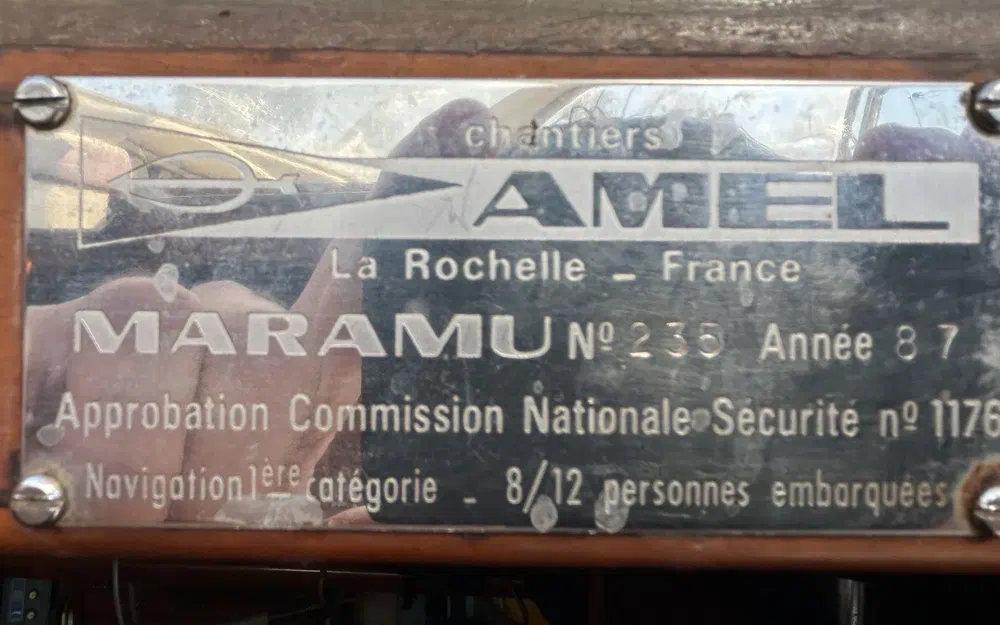 chantiers
AMEL
La Rochelle - France
MARAMU Nº 235 Année 87
Approbation Commission Nationale Sécurité nº 1176
Navigation 1ère catégorie - 8/12 personnes embarquées